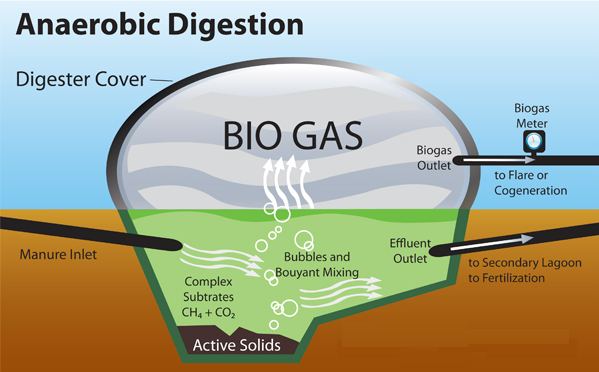 Anaerobic Digestion
Digester Cover
BIO GAS
Biogas
Meter
Biogas
Outlet
to Flare or
Cogeneration
Manure Inlet
Bubbles and
Bouyant Mixing
Effluent
Outlet
to Secondary Lagoon
to Fertilization
Complex
Subtrates
CH₄ + CO₂
Active Solids